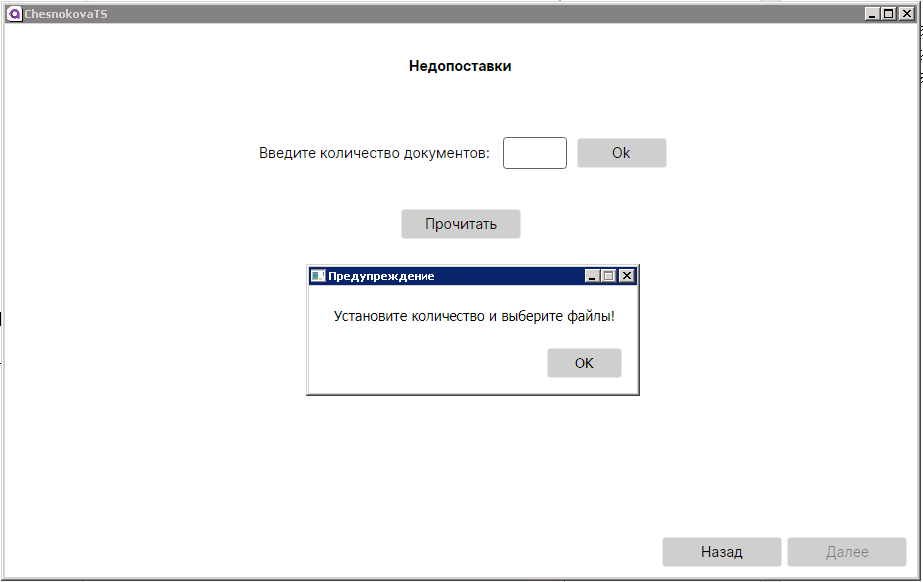 ChesnokovaTS
Недопоставки
Введите количество документов:
Ok
Прочитать
Предупреждение
Установите количество и выберите файлы!
OK
Назад
Далее